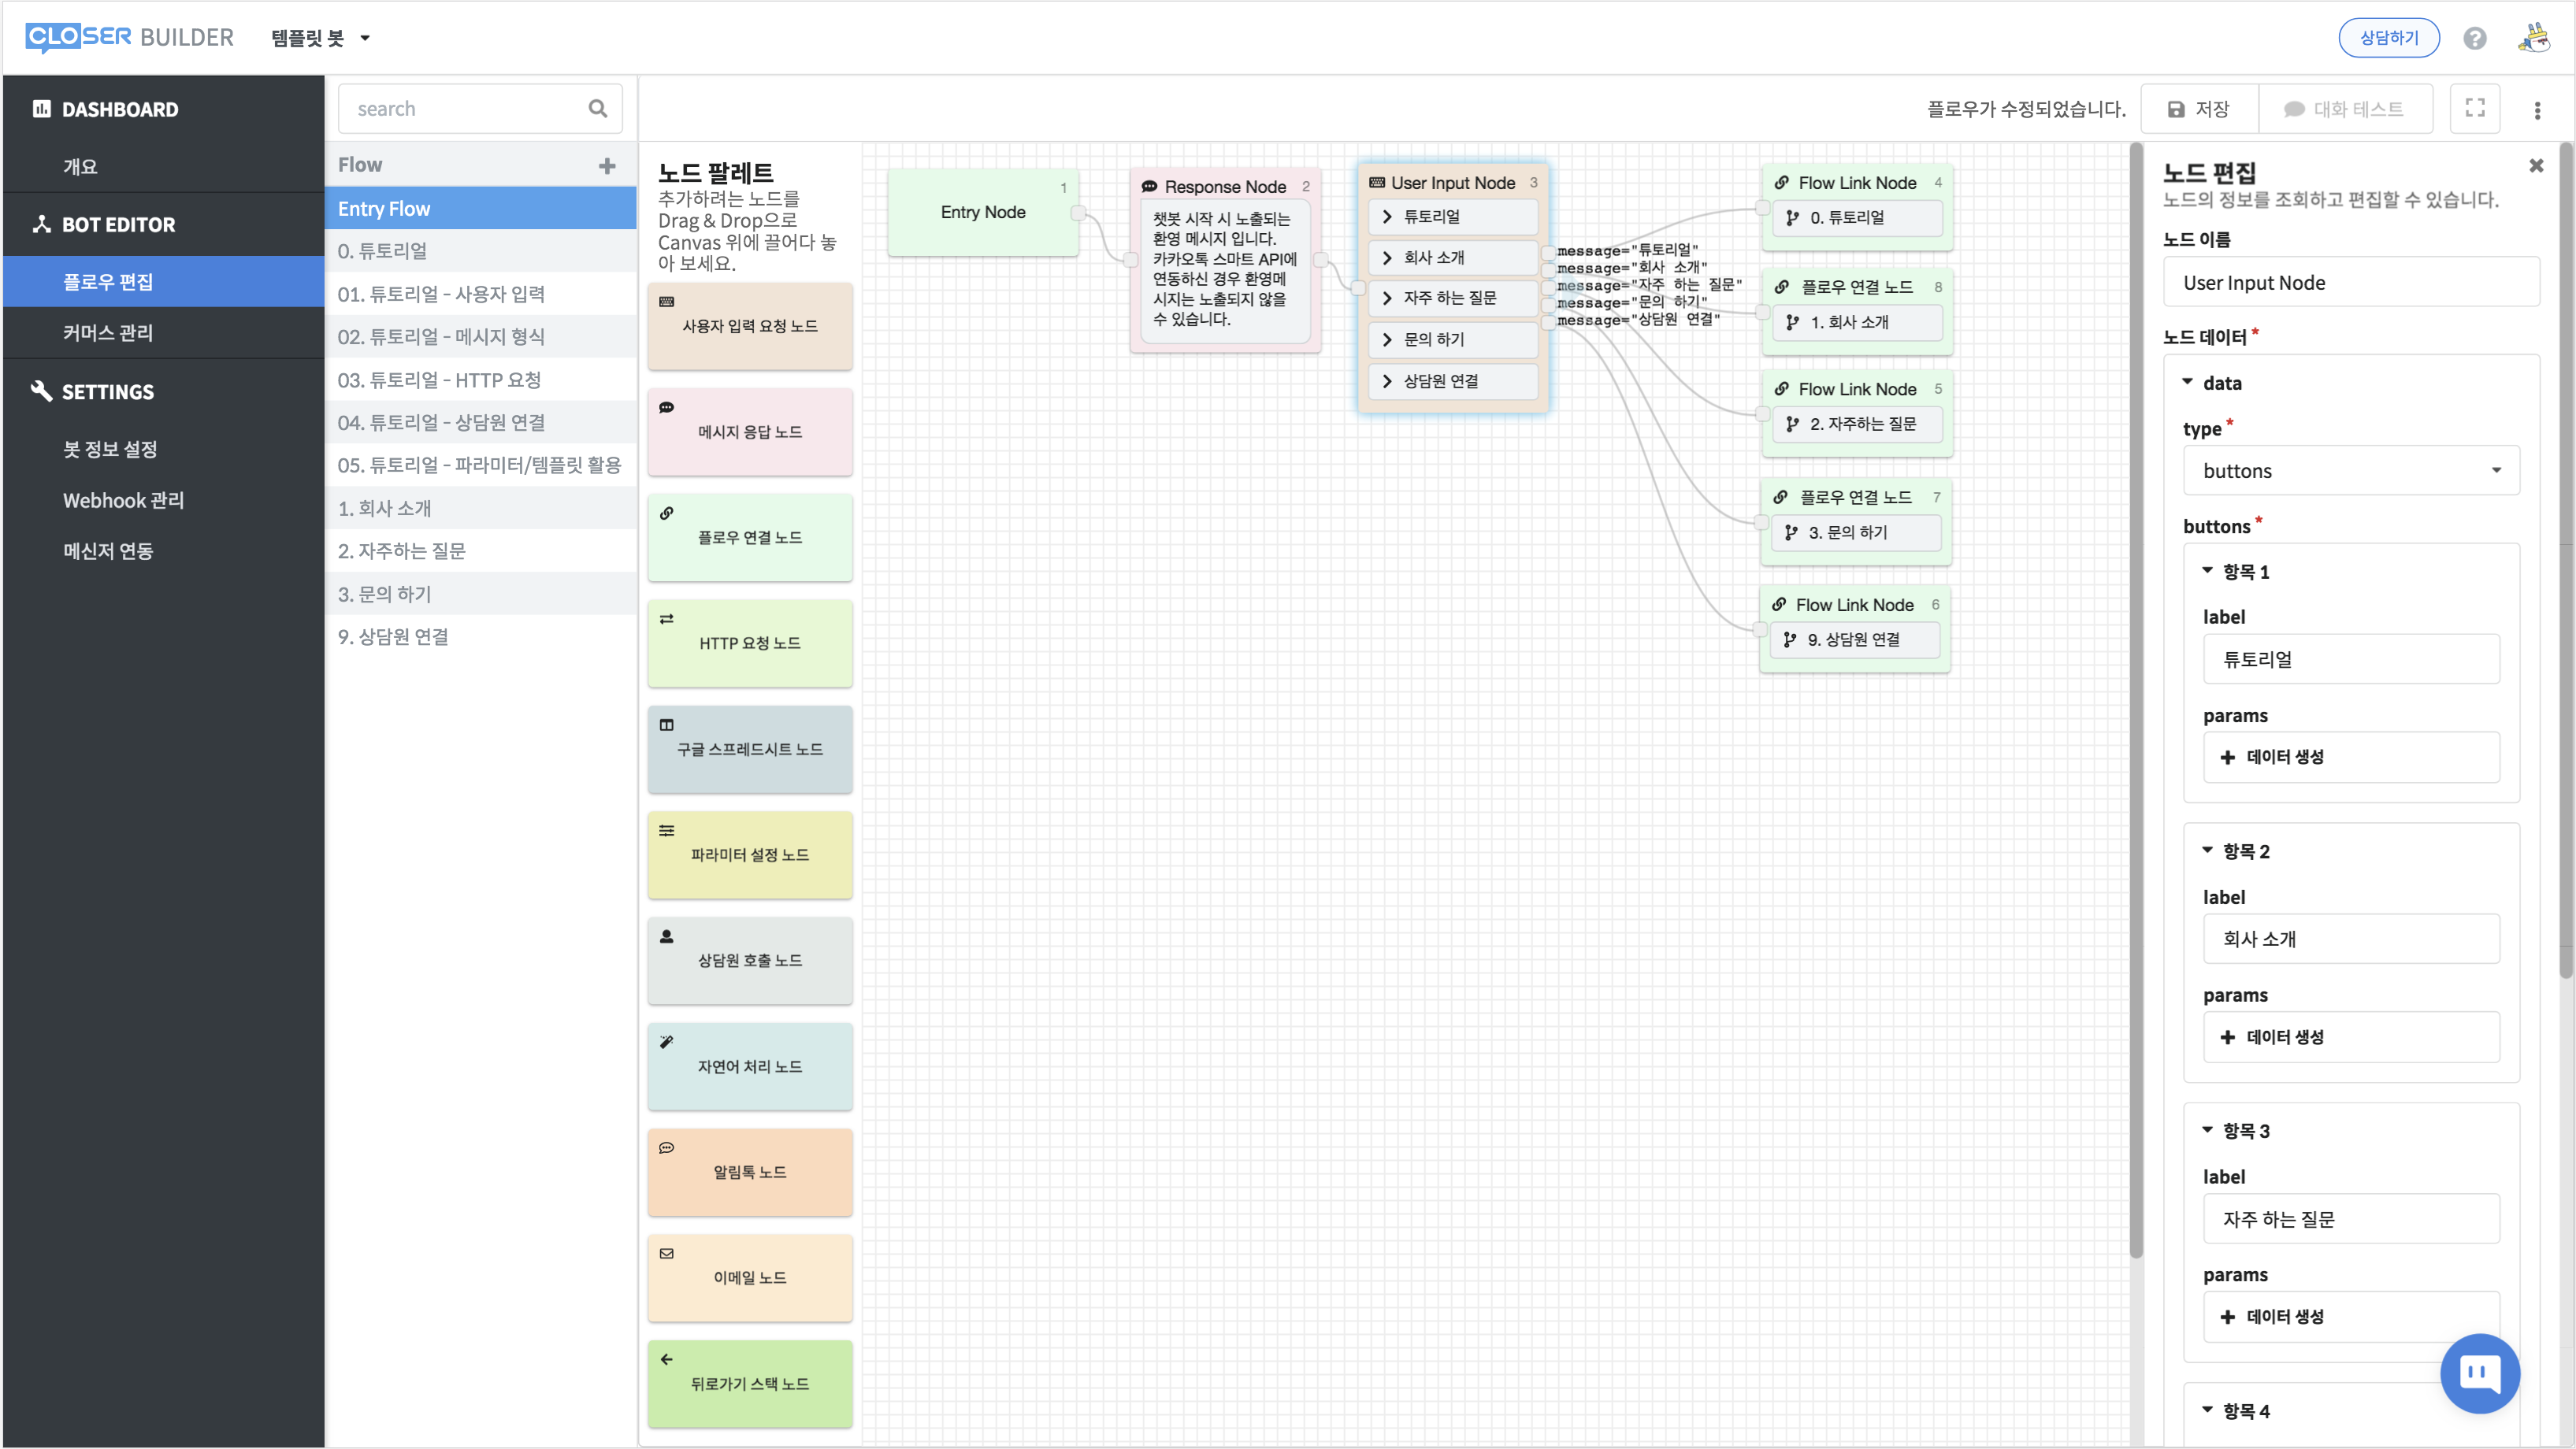 CLOSER BUILDER
템플릿 봇
상담하기
DASHBOARD
개요
BOT EDITOR
플로우 편집
커머스 관리
SETTINGS
봇 정보 설정
Webhook 관리
메신저 연동
search
Flow
Entry Flow
0. 튜토리얼
01. 튜토리얼 - 사용자 입력
02. 튜토리얼 - 메시지 형식
03. 튜토리얼 - HTTP 요청
04. 튜토리얼 - 상담원 연결
05. 튜토리얼 - 파라미터/템플릿 활용
1. 회사 소개
2. 자주하는 질문
3. 문의 하기
9. 상담원 연결
플로우가 수정되었습니다.
저장
대화 테스트
노드 팔레트
추가하려는 노드를
Drag & Drop으로
Canvas 위에 끌어다 놓
아 보세요.
사용자 입력 요청 노드
메시지 응답 노드
플로우 연결 노드
HTTP 요청 노드
구글 스프레드시트 노드
파라미터 설정 노드
상담원 호출 노드
자연어 처리 노드
알림톡 노드
이메일 노드
뒤로가기 스택 노드
Entry Node 1
Response Node 2
챗봇 시작 시 노출되는
환영 메시지 입니다.
카카오톡 스마트 API에
연동하신 경우 환영메
시지는 노출되지 않을
수 있습니다.
User Input Node 3
튜토리얼
회사 소개
자주 하는 질문
문의 하기
상담원 연결
message="튜토리얼"
message="회사 소개"
message="자주 하는 질문"
message="문의 하기"
message="상담원 연결"
Flow Link Node 4
0. 튜토리얼
플로우 연결 노드 8
1. 회사 소개
Flow Link Node 5
2. 자주하는 질문
플로우 연결 노드 7
3. 문의 하기
Flow Link Node 6
9. 상담원 연결
노드 편집
노드의 정보를 조회하고 편집할 수 있습니다.
노드 이름
User Input Node
노드 데이터 *
data
type *
buttons
buttons *
항목 1
label
튜토리얼
params
데이터 생성
항목 2
label
회사 소개
params
데이터 생성
항목 3
label
자주 하는 질문
params
데이터 생성
항목 4